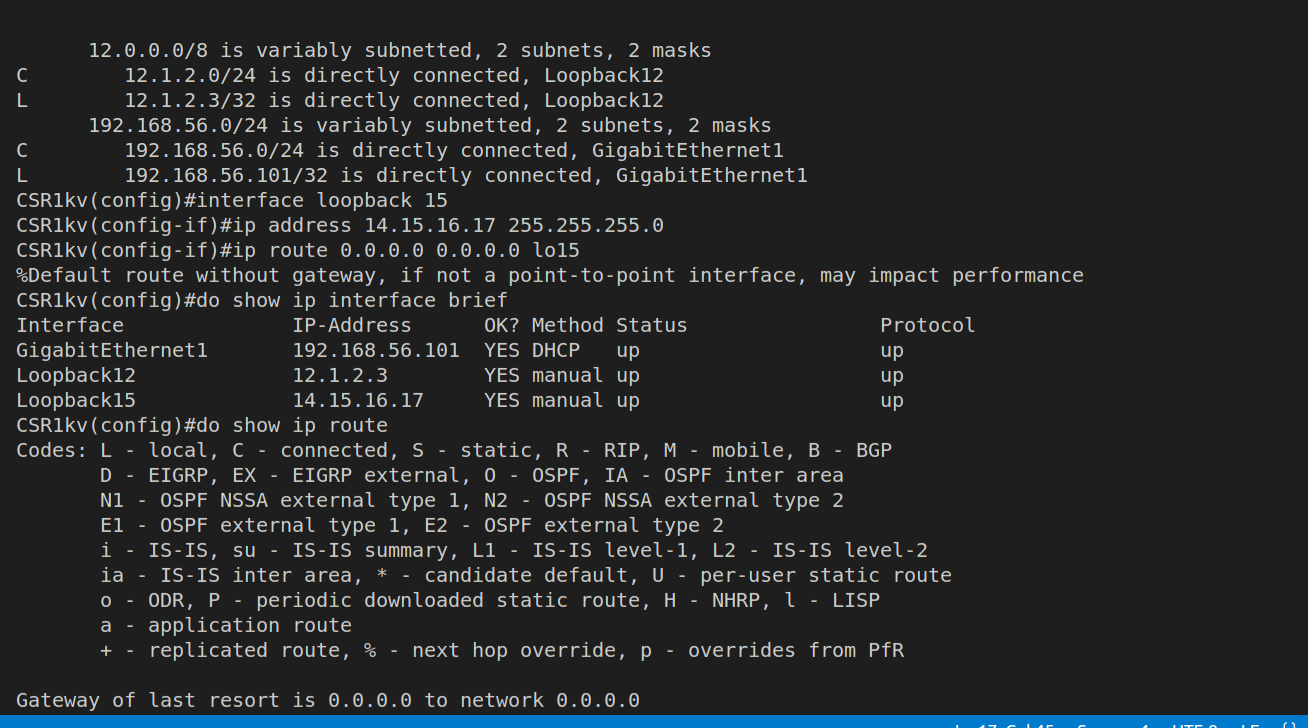 12.0.0.0/8 is variably subnetted, 2 subnets, 2 masks
C        12.1.2.0/24 is directly connected, Loopback12
L        12.1.2.3/32 is directly connected, Loopback12
      192.168.56.0/24 is variably subnetted, 2 subnets, 2 masks
C        192.168.56.0/24 is directly connected, GigabitEthernet1
L        192.168.56.101/32 is directly connected, GigabitEthernet1
CSR1kv(config)#interface loopback 15
CSR1kv(config-if)#ip address 14.15.16.17 255.255.255.0
CSR1kv(config-if)#ip route 0.0.0.0 0.0.0.0 lo15
%Default route without gateway, if not a point-to-point interface, may impact performance
CSR1kv(config)#do show ip interface brief
Interface              IP-Address      OK? Method Status                Protocol
GigabitEthernet1       192.168.56.101  YES DHCP   up                    up
Loopback12             12.1.2.3        YES manual up                    up
Loopback15             14.15.16.17     YES manual up                    up
CSR1kv(config)#do show ip route
Codes: L - local, C - connected, S - static, R - RIP, M - mobile, B - BGP
       D - EIGRP, EX - EIGRP external, O - OSPF, IA - OSPF inter area
       N1 - OSPF NSSA external type 1, N2 - OSPF NSSA external type 2
       E1 - OSPF external type 1, E2 - OSPF external type 2
       i - IS-IS, su - IS-IS summary, L1 - IS-IS level-1, L2 - IS-IS level-2
       ia - IS-IS inter area, * - candidate default, U - per-user static route
       o - ODR, P - periodic downloaded static route, H - NHRP, l - LISP
       a - application route
       + - replicated route, % - next hop override, p - overrides from PfR
Gateway of last resort is 0.0.0.0 to network 0.0.0.0